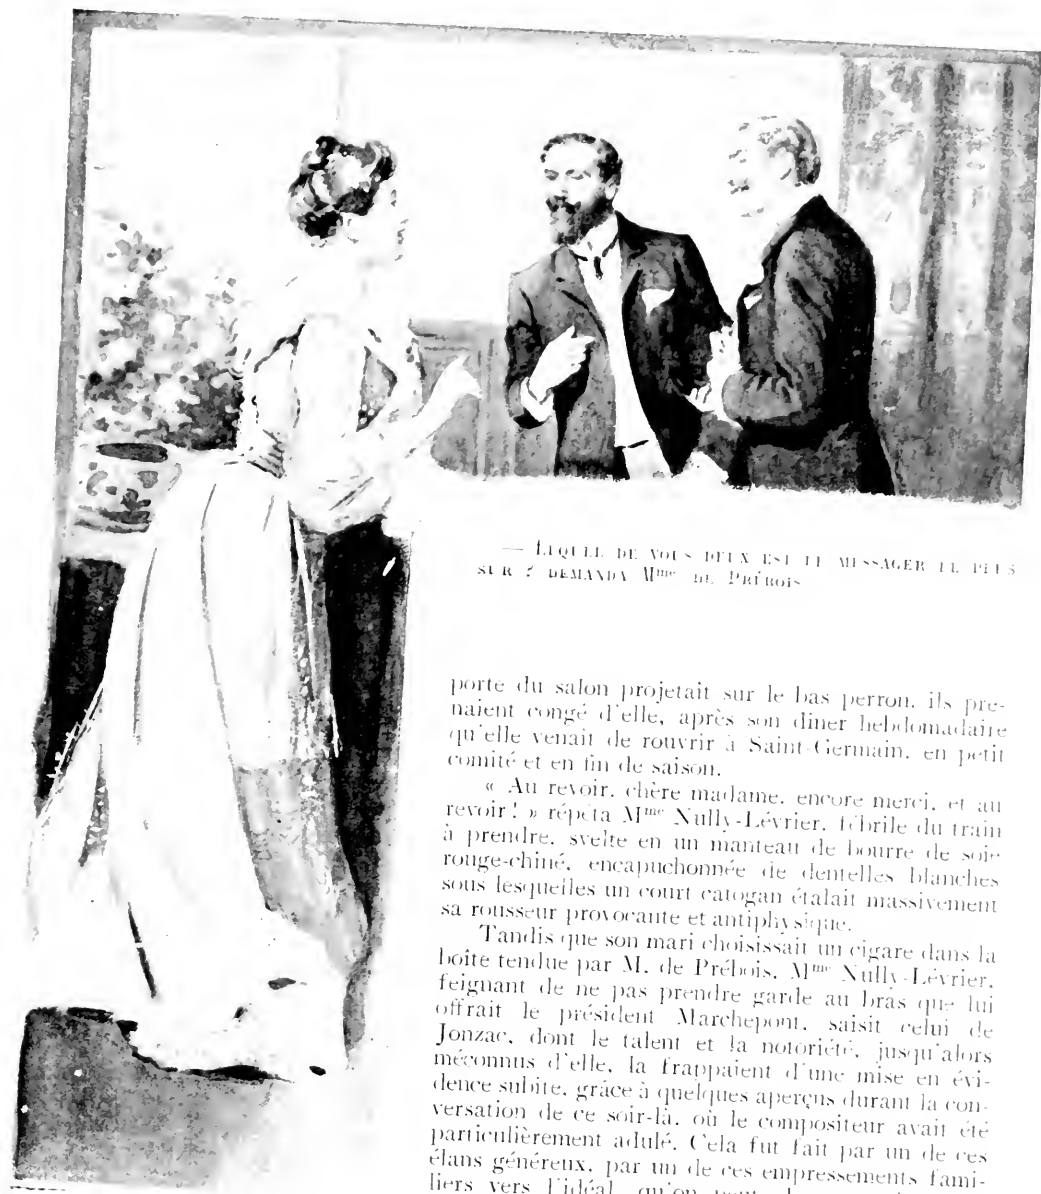 — LEQUEL DE VOUS DEUX EST LE MESSAGER LE PLUS
SUR ? DEMANDA Mme DE PRÉBOIS
porte du salon projetait sur le bas perron, ils pre-
naient congé d'elle, après son dîner hebdomadaire
qu'elle venait de rouvrir à Saint-Germain, en petit
comité et en fin de saison.
« Au revoir, chère madame, encore merci, et au
revoir ! » répéta Mme Nully-Lévrier, fébrile du train
à prendre, svelte en un manteau de bourre de soie
rouge-chiné, encapuchonnée de dentelles blanches
sous lesquelles un court catogan étalait massivement
sa rousseur provocante et antiphysique.
Tandis que son mari choisissait un cigare dans la
boîte tendue par M. de Prébois, Mme Nully-Lévrier,
feignant de ne pas prendre garde au bras que lui
offrait le président Marchepont, saisit celui de
Jonzac, dont le talent et la notoriété, jusqu'alors
méconnus d'elle, la frappaient d'une mise en évi-
dence subite, grâce à quelques aperçus durant la con-
versation de ce soir-là, où le compositeur avait été
particulièrement adulé. Cela fut fait par un de ces
élans généreux, par un de ces empressements fami-
liers vers l'idéal, qu'on